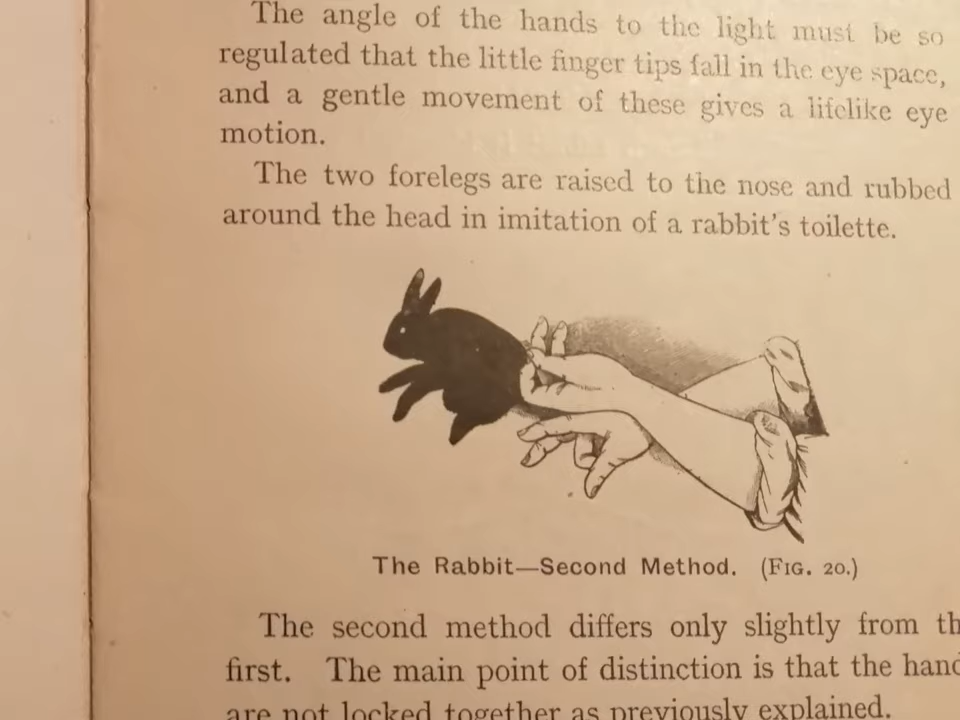 The angle of the hands to the light must be so
regulated that the little finger tips fall in the eye space,
and a gentle movement of these gives a lifelike eye
motion.
The two forelegs are raised to the nose and rubbed
around the head in imitation of a rabbit's toilette.
The Rabbit—Second Method. (FIG. 20.)
The second method differs only slightly from th
first. The main point of distinction is that the hand
are not locked together as previously explained.